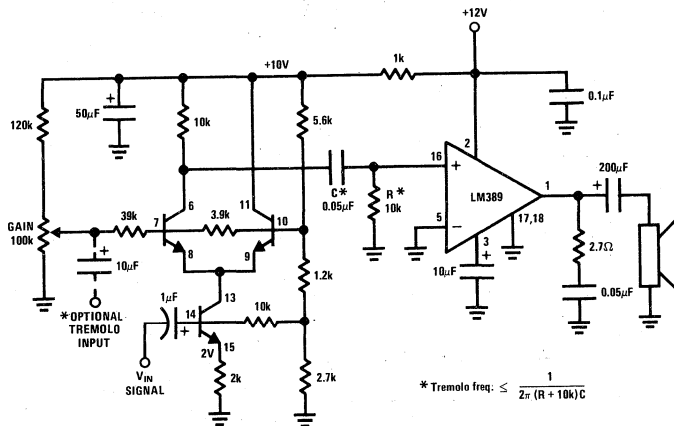 +12V
+10V
1k
0.1μF
120k
50μF
+
10k
5.6k
2
6
11
C*
0.05μF
R*
10k
16
+
LM389
1
+
200μF
5
−
17,18
3
+
10μF
2.7Ω
0.05μF
GAIN
100k
39k
7
3.9k
10
8
9
+
10μF
*OPTIONAL
TREMOLO
INPUT
1.2k
1μF
+
13
14
10k
2V
15
2k
2.7k
VIN
SIGNAL
* Tremolo freq. ≤ 1
2π (R + 10k) C